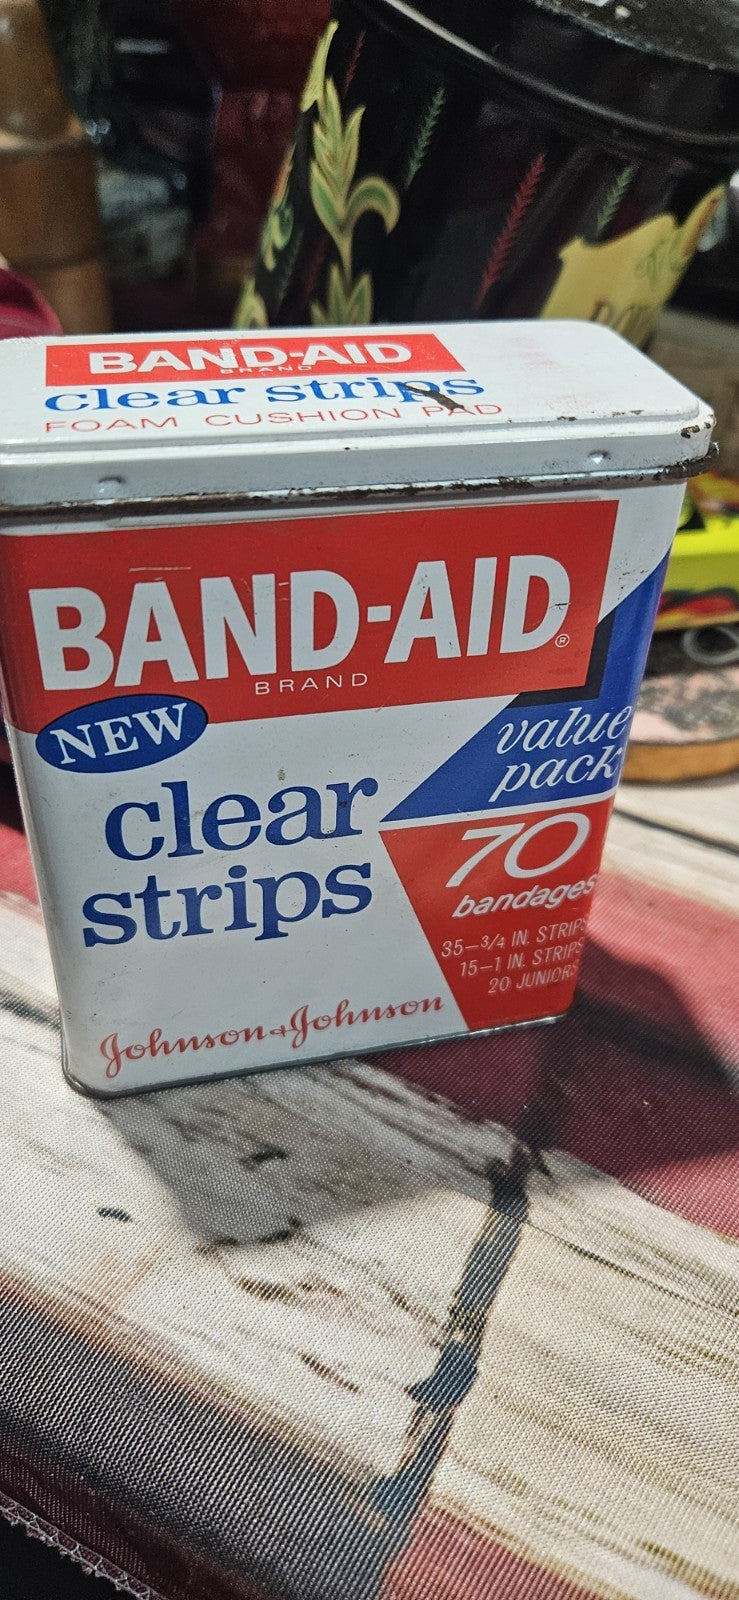 BAND-AID
BRAND
clear strips
FOAM CUSHION PAD
BAND-AID®
BRAND
NEW
clear
strips
value
pack
70
bandages
35-3/4 IN. STRIPS
15-1 IN. STRIPS
20 JUNIORS
Johnson & Johnson